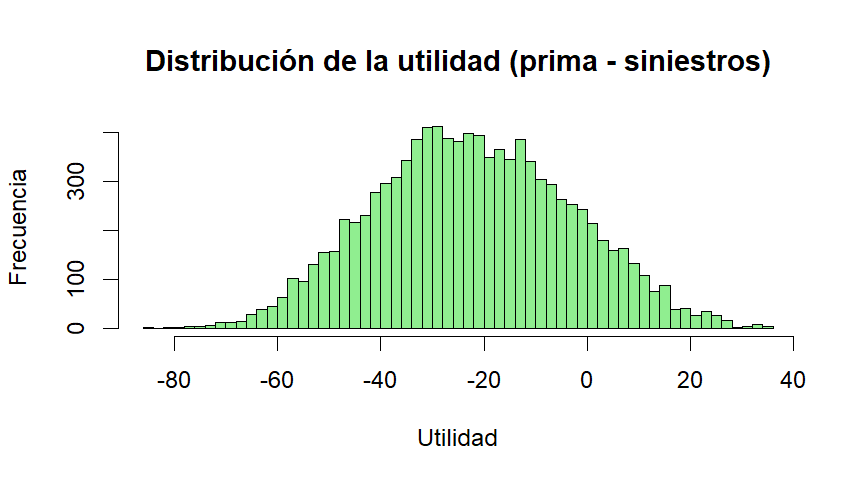 Distribución de la utilidad (prima - siniestros)
Frecuencia
300
100
0
-80 -60 -40 -20 0 20 40
Utilidad